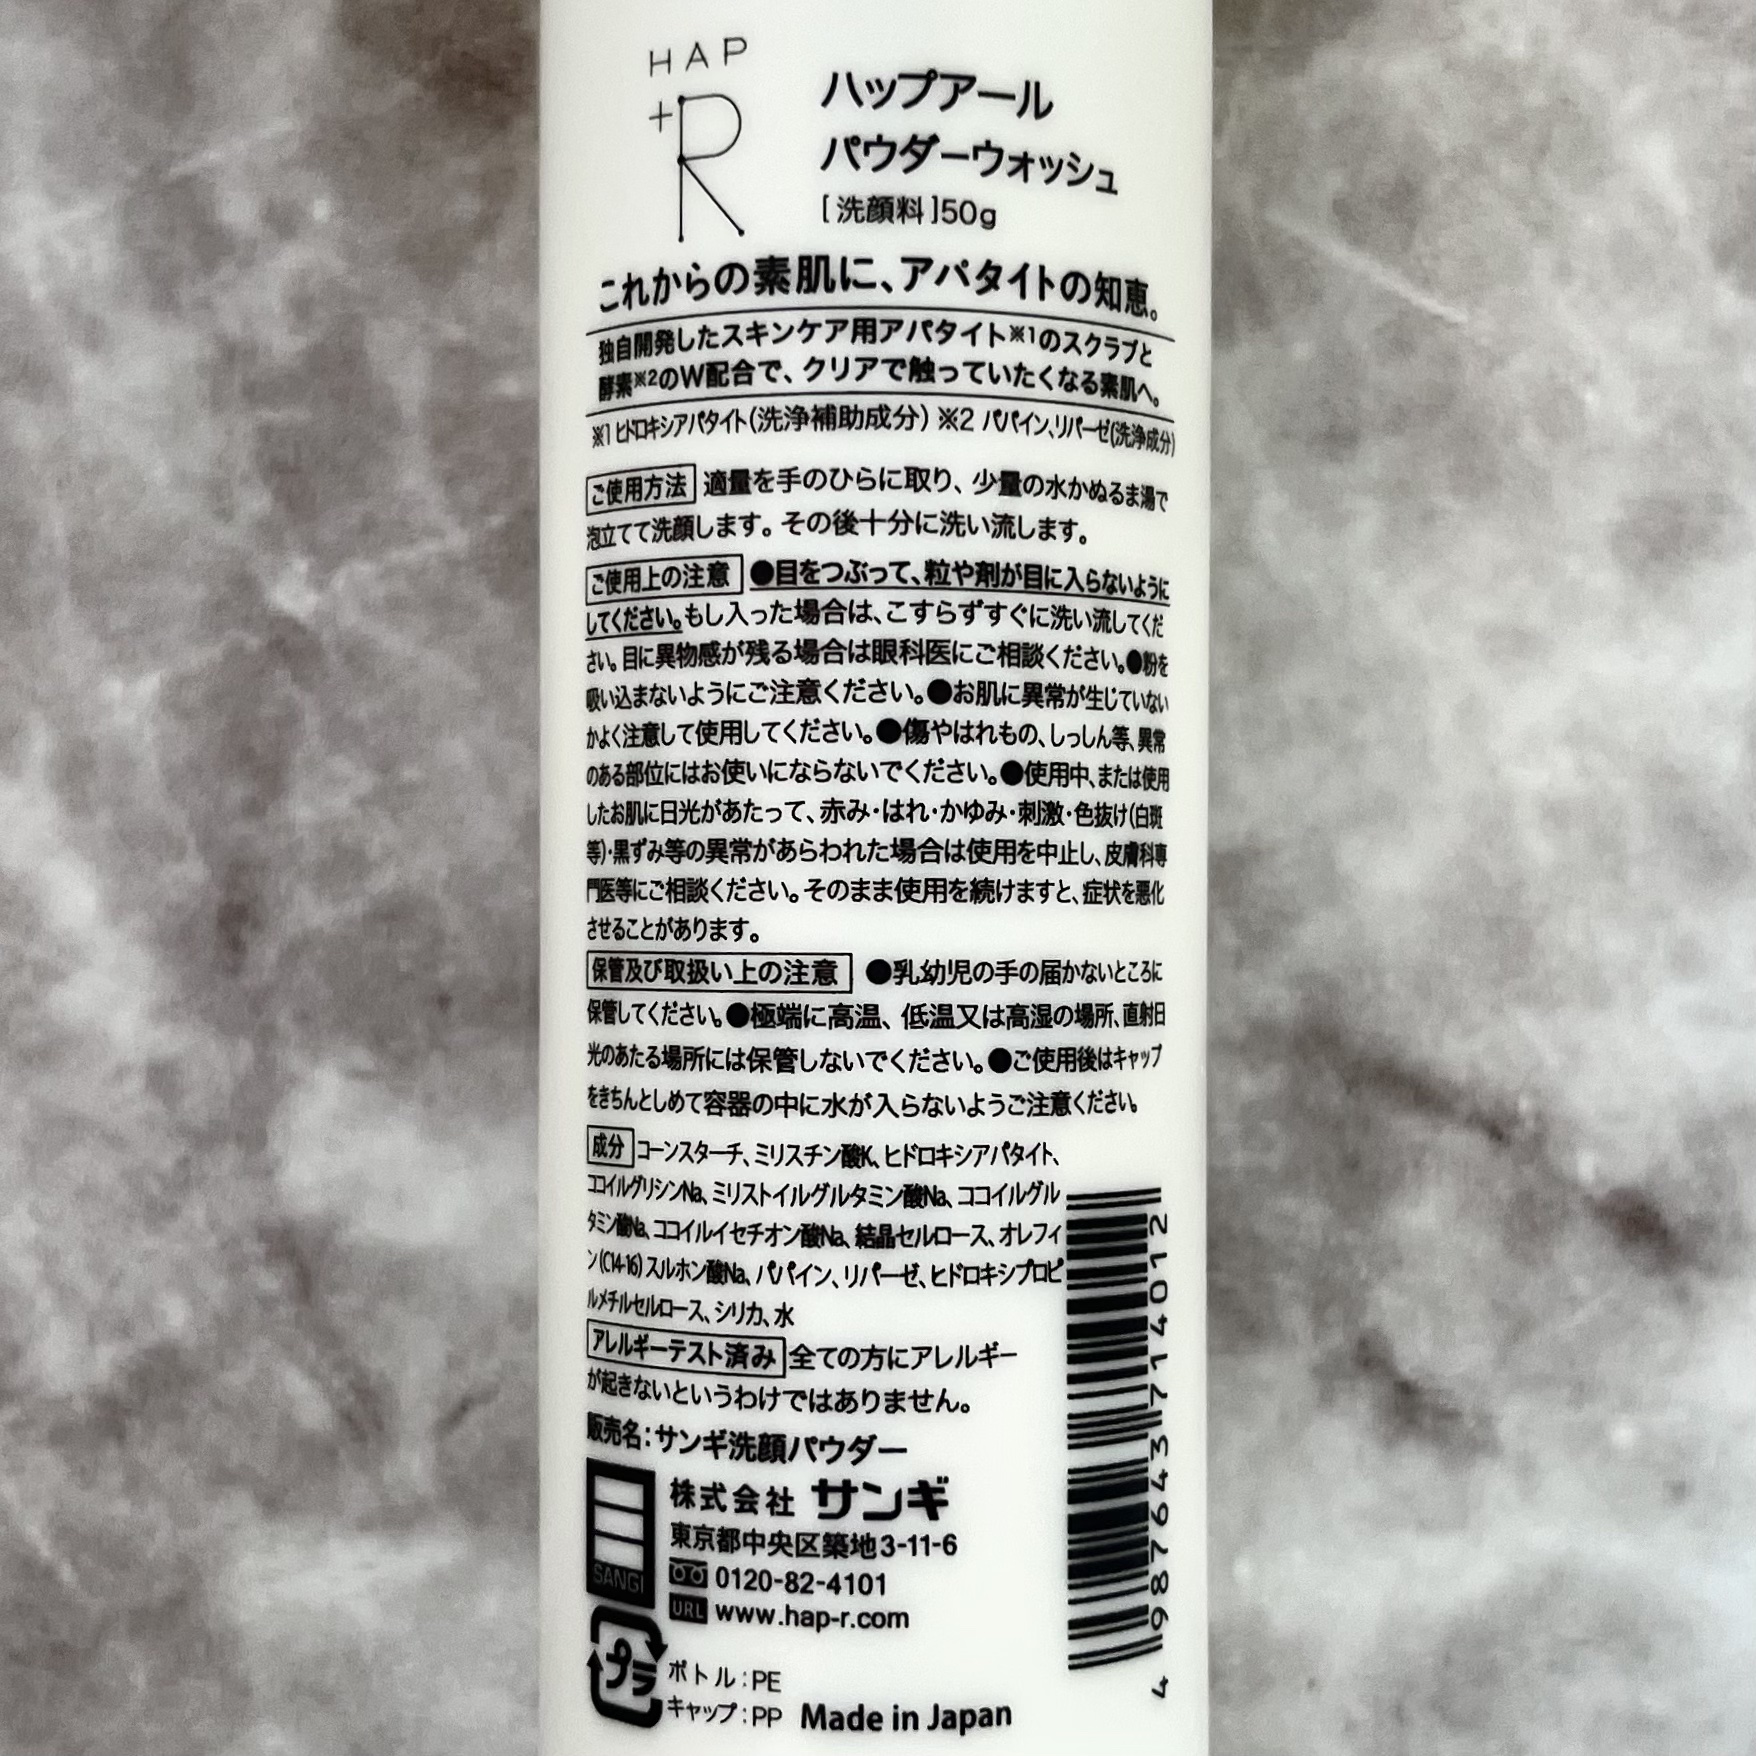 HAP
+R
ハップアール
パウダーウォッシュ
[洗顔料]50g
これからの素肌に、アパタイトの知恵。
独自開発したスキンケア用アパタイト※1のスクラブと
酵素※2のW配合で、クリアで触っていたくなる素肌へ。
※1 ヒドロキシアパタイト(洗浄補助成分) ※2 パパイン、リパーゼ(洗浄成分)
ご使用方法 適量を手のひらに取り、少量の水かぬるま湯で
泡立てて洗顔します。その後十分に洗い流します。
ご使用上の注意 ●目をつぶって、粒や剤が目に入らないように
してください。もし入った場合は、こすらずすぐに洗い流してくだ
さい。目に異物感が残る場合は眼科医にご相談ください。●粉を
吸い込まないようにご注意ください。●お肌に異常が生じていない
かよく注意して使用してください。●傷やはれもの、しっしん等、異常
のある部位にはお使いにならないでください。●使用中、または使用
したお肌に日光があたって、赤み・はれ・かゆみ・刺激・色抜け(白斑
等)・黒ずみ等の異常があらわれた場合は使用を中止し、皮膚科専
門医等にご相談ください。そのまま使用を続けますと、症状を悪化
させることがあります。
保管及び取扱い上の注意 ●乳幼児の手の届かないところに
保管してください。●極端に高温、低温又は高湿の場所、直射日
光のあたる場所には保管しないでください。●ご使用後はキャップ
をきちんとしめて容器の中に水が入らないようご注意ください。
成分 コーンスターチ、ミリスチン酸K、ヒドロキシアパタイト、
ココイルグリシンNa、ミリストイルグルタミン酸Na、ココイルグル
タミン酸Na、ココイルイセチオン酸Na、結晶セルロース、オレフィ
ン(C14-16)スルホン酸Na、パパイン、リパーゼ、ヒドロキシプロピ
ルメチルセルロース、シリカ、水
アレルギーテスト済み 全ての方にアレルギー
が起きないというわけではありません。
販売名:サンギ洗顔パウダー
SANGI
株式会社 サンギ
東京都中央区築地3-11-6
0120-82-4101
URL www.hap-r.com
プラ
ボトル:PE
キャップ:PP Made in Japan
4 987643 714012